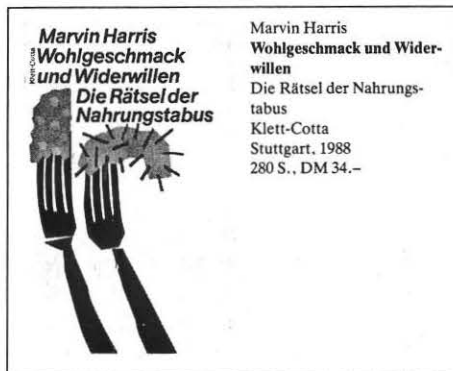 Marvin Harris
Wohlgeschmack
und Widerwillen
Die Rätsel der
Nahrungstabus
Klett-Cotta
Marvin Harris
Wohlgeschmack und Wider-
willen
Die Rätsel der Nahrungs-
tabus
Klett-Cotta
Stuttgart, 1988
280 S., DM 34.–